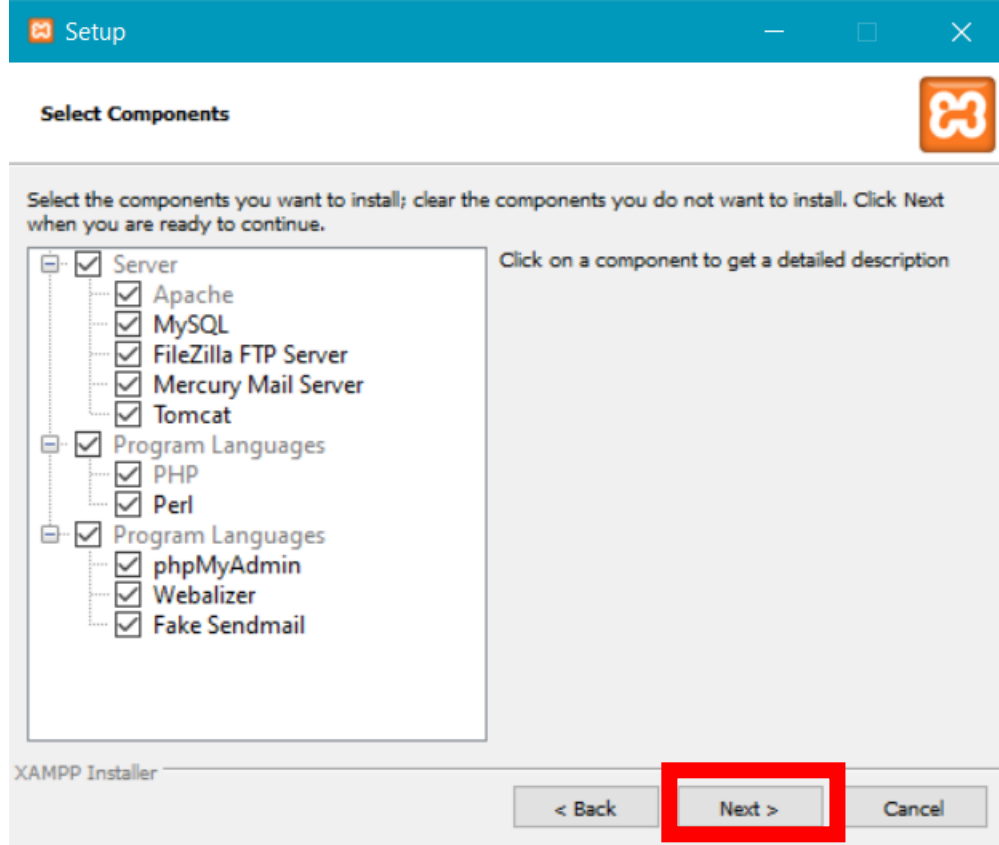 Setup
Select Components
Select the components you want to install; clear the components you do not want to install. Click Next
when you are ready to continue.
Server
Apache
MySQL
FileZilla FTP Server
Mercury Mail Server
Tomcat
Program Languages
PHP
Perl
Program Languages
phpMyAdmin
Webalizer
Fake Sendmail
Click on a component to get a detailed description
XAMPP Installer
< Back
Next >
Cancel